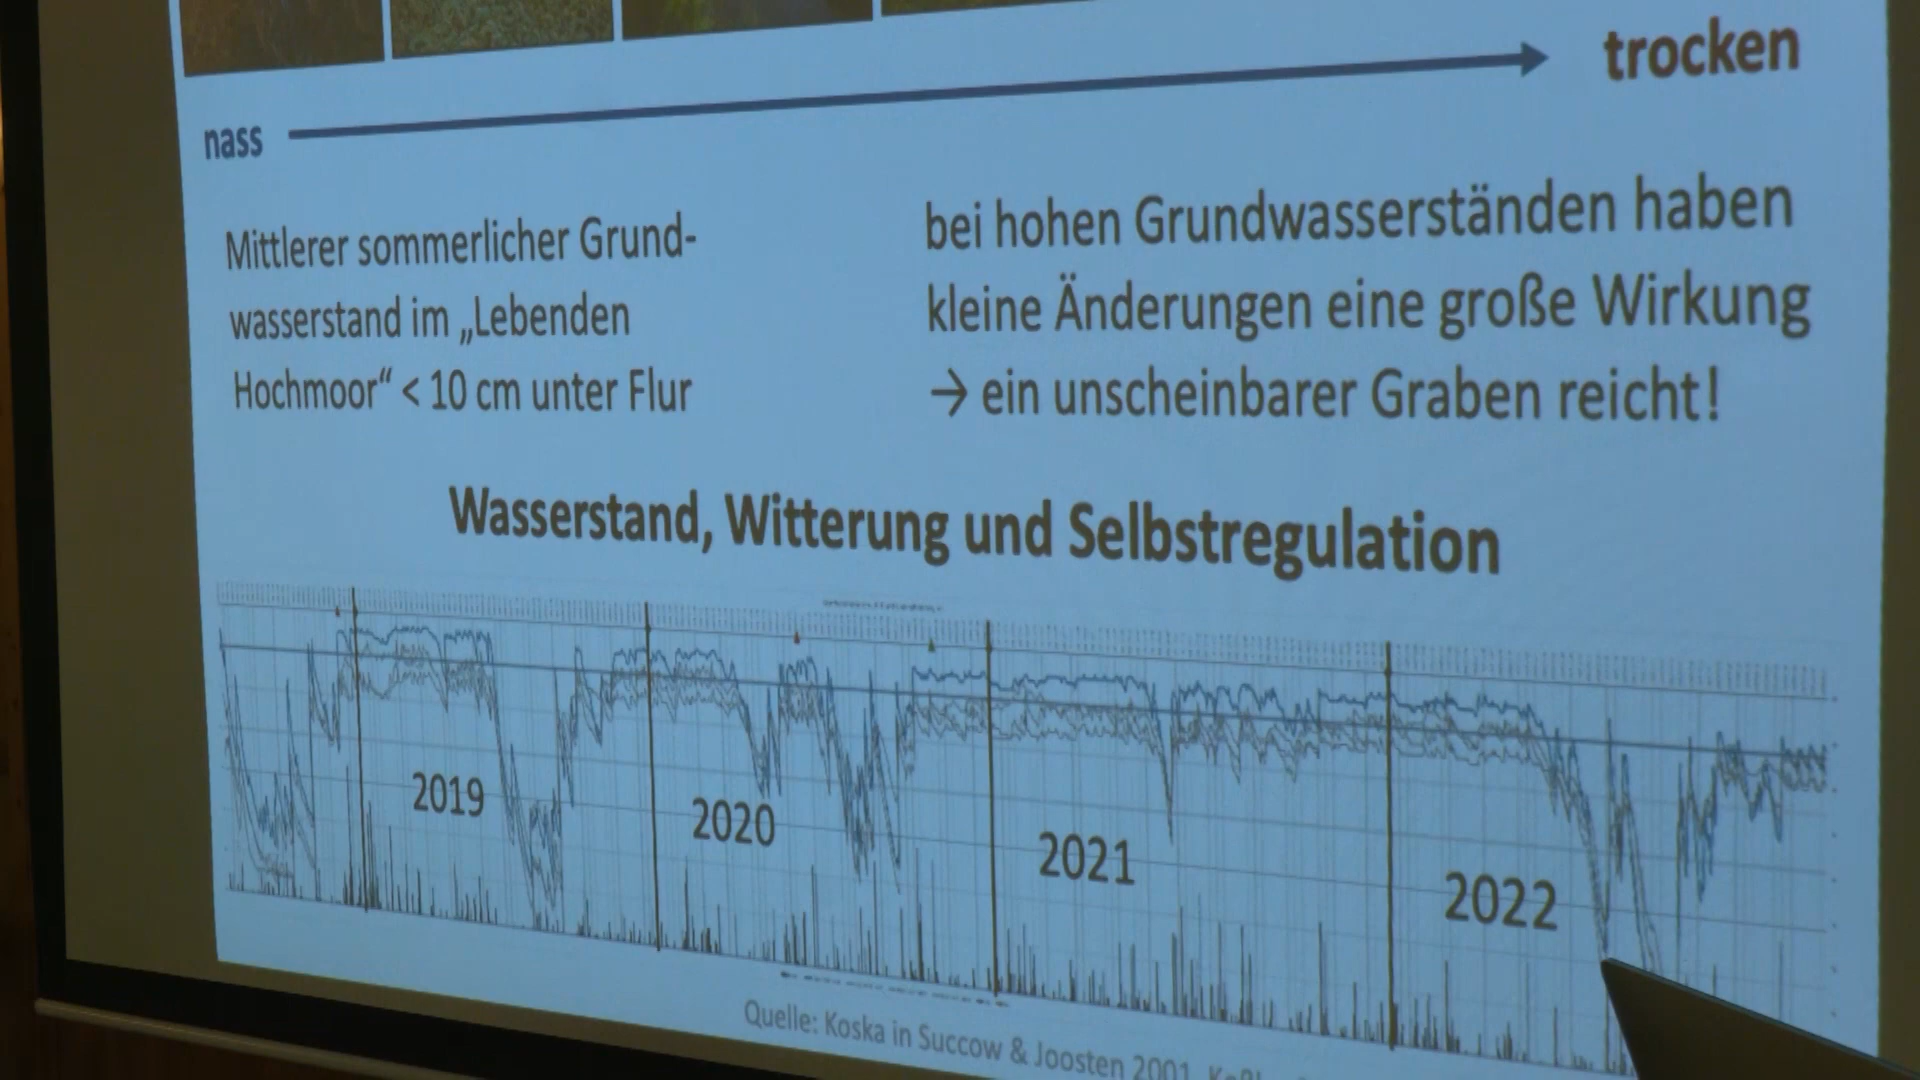 trocken
nass
Mittlerer sommerlicher Grund-
wasserstand im „Lebenden
Hochmoor“ < 10 cm unter Flur
bei hohen Grundwasserständen haben
kleine Änderungen eine große Wirkung
→ ein unscheinbarer Graben reicht!
Wasserstand, Witterung und Selbstregulation
2019
2020
2021
2022
Quelle: Koska in Succow & Joosten 2001,